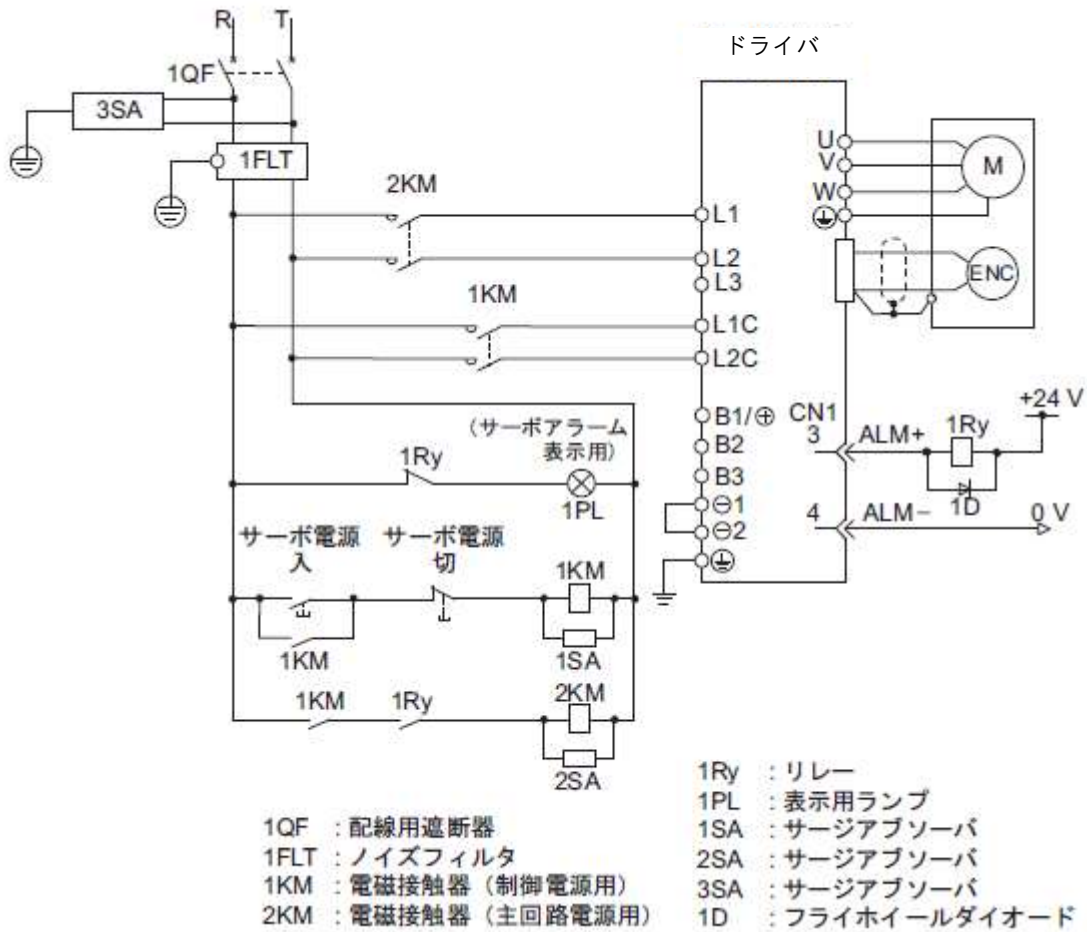 R T
ドライバ
1QF
3SA
1FLT
2KM
1KM
U
V
W
M
ENC
L1
L2
L3
L1C
L2C
B1/⊕
B2
B3
⊖1
⊖2
CN1
3 ALM+ 1Ry +24 V
1D
4 ALM− 0 V
(サーボアラーム
表示用)
1Ry
1PL
サーボ電源
入
サーボ電源
切
1KM
1KM
1SA
1KM 1Ry 2KM
2SA
1QF : 配線用遮断器
1FLT : ノイズフィルタ
1KM : 電磁接触器（制御電源用）
2KM : 電磁接触器（主回路電源用）
1Ry : リレー
1PL : 表示用ランプ
1SA : サージアブソーバ
2SA : サージアブソーバ
3SA : サージアブソーバ
1D : フライホイールダイオード